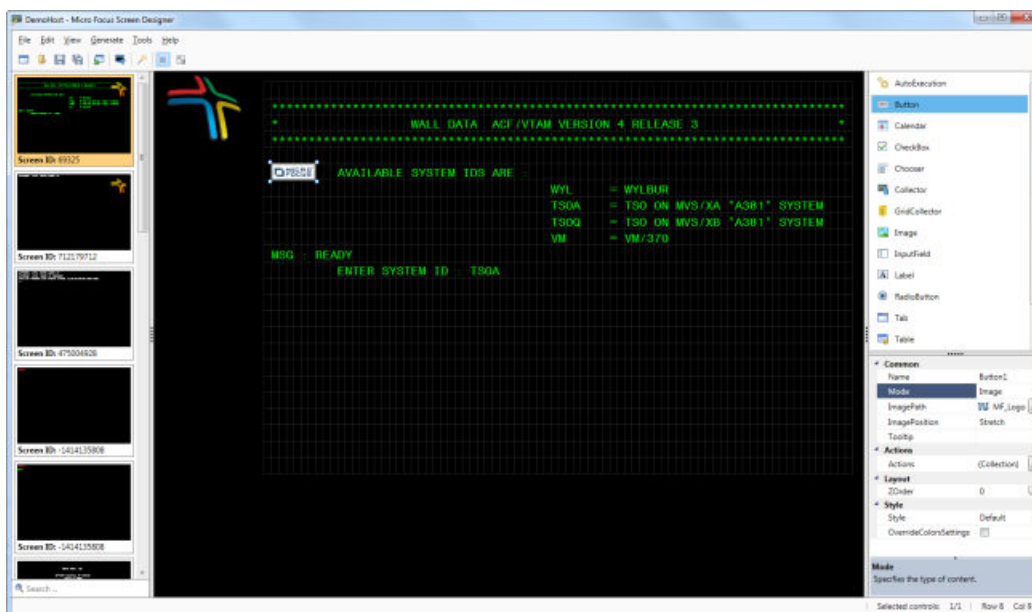 DemoHost - Micro Focus Screen Designer
File Edit View Generate Tools Help
Screen ID: 69325
Screen ID: 712179712
Screen ID: 475004928
Screen ID: -1414135808
Screen ID: -1414135808
Search...
* WALL DATA ACF/VTAM VERSION 4 RELEASE 3 *
AVAILABLE SYSTEM IDS ARE :
WYL = WYLBUR
TSOA = TSO ON MVS/XA "A381" SYSTEM
TSOQ = TSO ON MVS/XB "A381" SYSTEM
VM = VM/370
MSG : READY
ENTER SYSTEM ID : TSOA
AutoExecution
Button
Calendar
CheckBox
Chooser
Collector
GridCollector
Image
InputField
Label
RadioButton
Tab
Table
Common
Name Button1
Mode Image
ImagePath MF_Logo
ImagePosition Stretch
Tooltip
Actions
Actions (Collection)
Layout
ZOrder 0
Style
Style Default
OverrideColorsSettings
Mode
Specifies the type of content.
Selected controls: 1/1 Row 8 Col